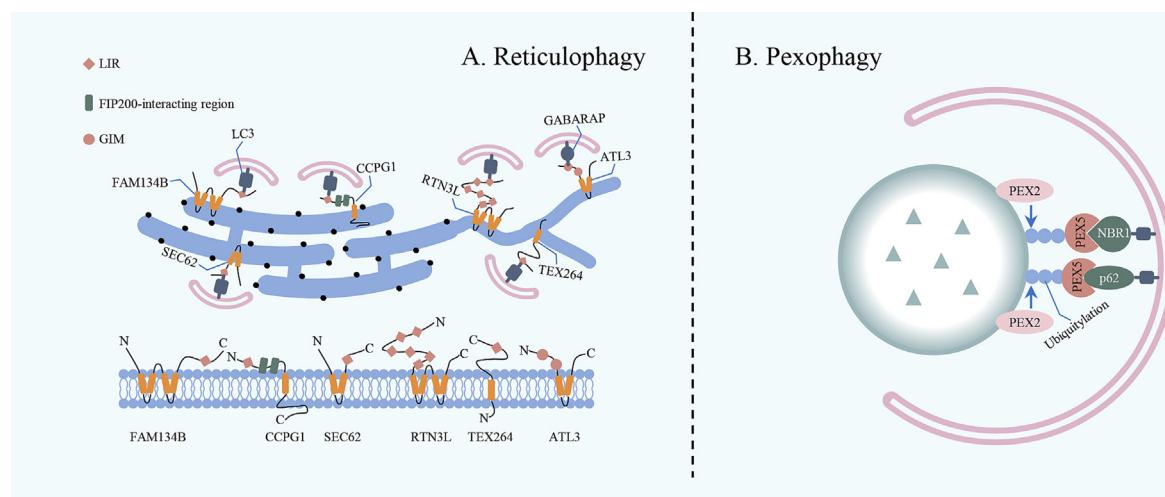 A. Reticulophagy
LIR
FIP200-interacting region
GIM
LC3
CCPG1
FAM134B
SEC62
RTN3L
GABARAP
ATL3
TEX264
N
C
N
C
N
C
N
C
C
N
N
C
FAM134B
CCPG1
SEC62
RTN3L
TEX264
ATL3
B. Pexophagy
PEX2
PEX5
NBR1
PEX5
p62
PEX2
Ubiquitylation